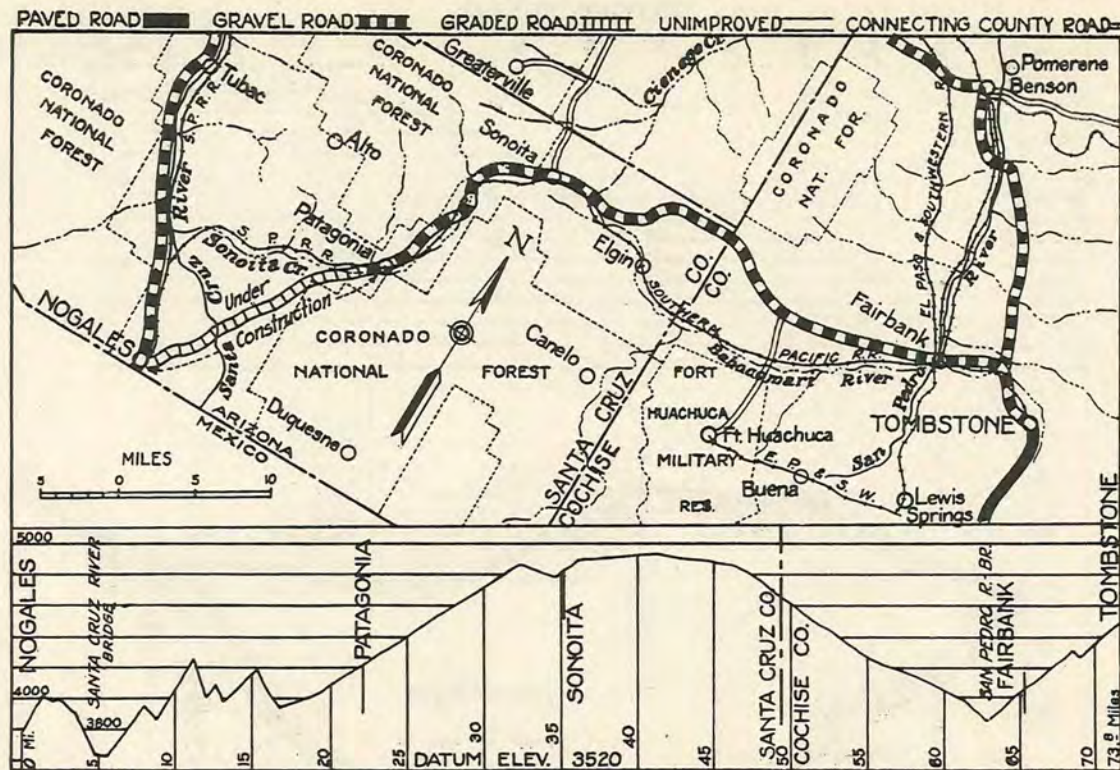 PAVED ROAD GRAVEL ROAD GRADED ROAD UNIMPROVED CONNECTING COUNTY ROAD
CORONADO
NATIONAL
FOREST
Tubac
S. P. R. R.
River
Alto
CORONADO
NATIONAL
FOREST
Greaterville
Cienega Cr.
Sonoita
CORONADO
NAT. FOR.
EL PASO & SOUTHWESTERN R.
Pomerene
Benson
River
Patagonia
S. P. R. R.
Sonoita Cr
Santa Cruz
Under
Construction
NOGALES
N
Elgin
CO.
CO.
SOUTHERN
PACIFIC R.R.
Babacomari River
Fairbank
CORONADO
NATIONAL FOREST
Canelo
FORT
HUACHUCA
MILITARY
RES.
Ft. Huachuca
San Pedro
TOMBSTONE
Duquesne
ARIZONA
MEXICO
SANTA CRUZ
COCHISE
E. P. & S. W.
Buena
Lewis
Springs
MILES
5 0 5 10
5000
4000
3800
NOGALES
SANTA CRUZ RIVER
BRIDGE
PATAGONIA
SONOITA
SANTA CRUZ CO.
COCHISE CO.
SAN PEDRO R.-BR.
FAIRBANK
TOMBSTONE
0 MI. 5 10 15 20 25 DATUM ELEV. 3520 30 35 40 45 50 55 60 65 70
Miles